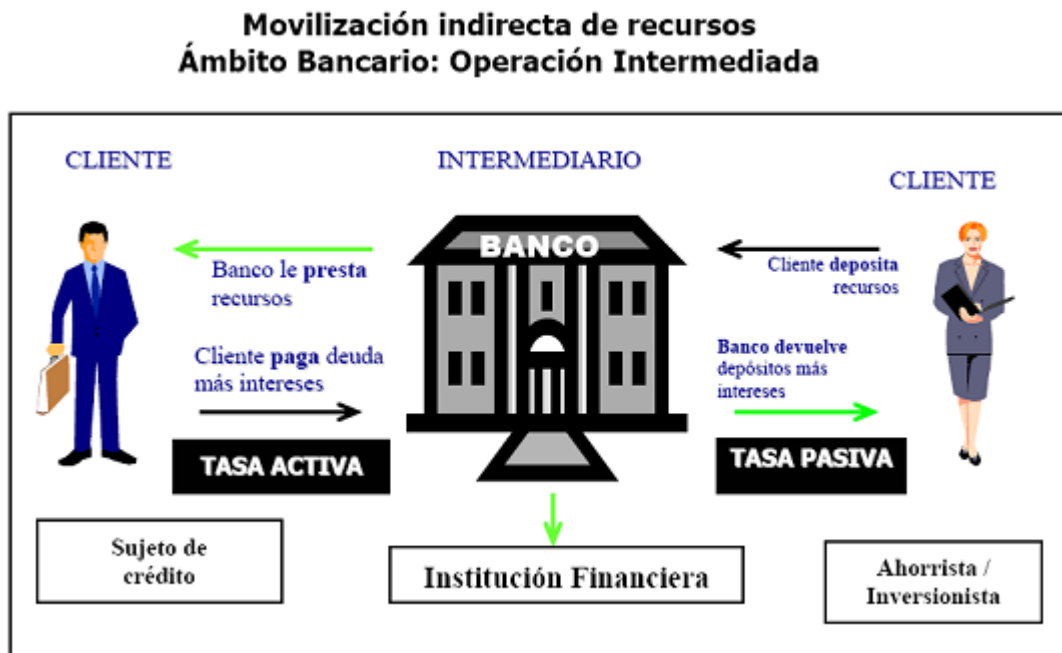 Movilización indirecta de recursos
Ámbito Bancario: Operación Intermediada
CLIENTE
INTERMEDIARIO
CLIENTE
BANCO
Banco le presta
recursos
Cliente deposita
recursos
Cliente paga deuda
más intereses
Banco devuelve
depósitos más
intereses
TASA ACTIVA
TASA PASIVA
Sujeto de
crédito
Institución Financiera
Ahorrista /
Inversionista